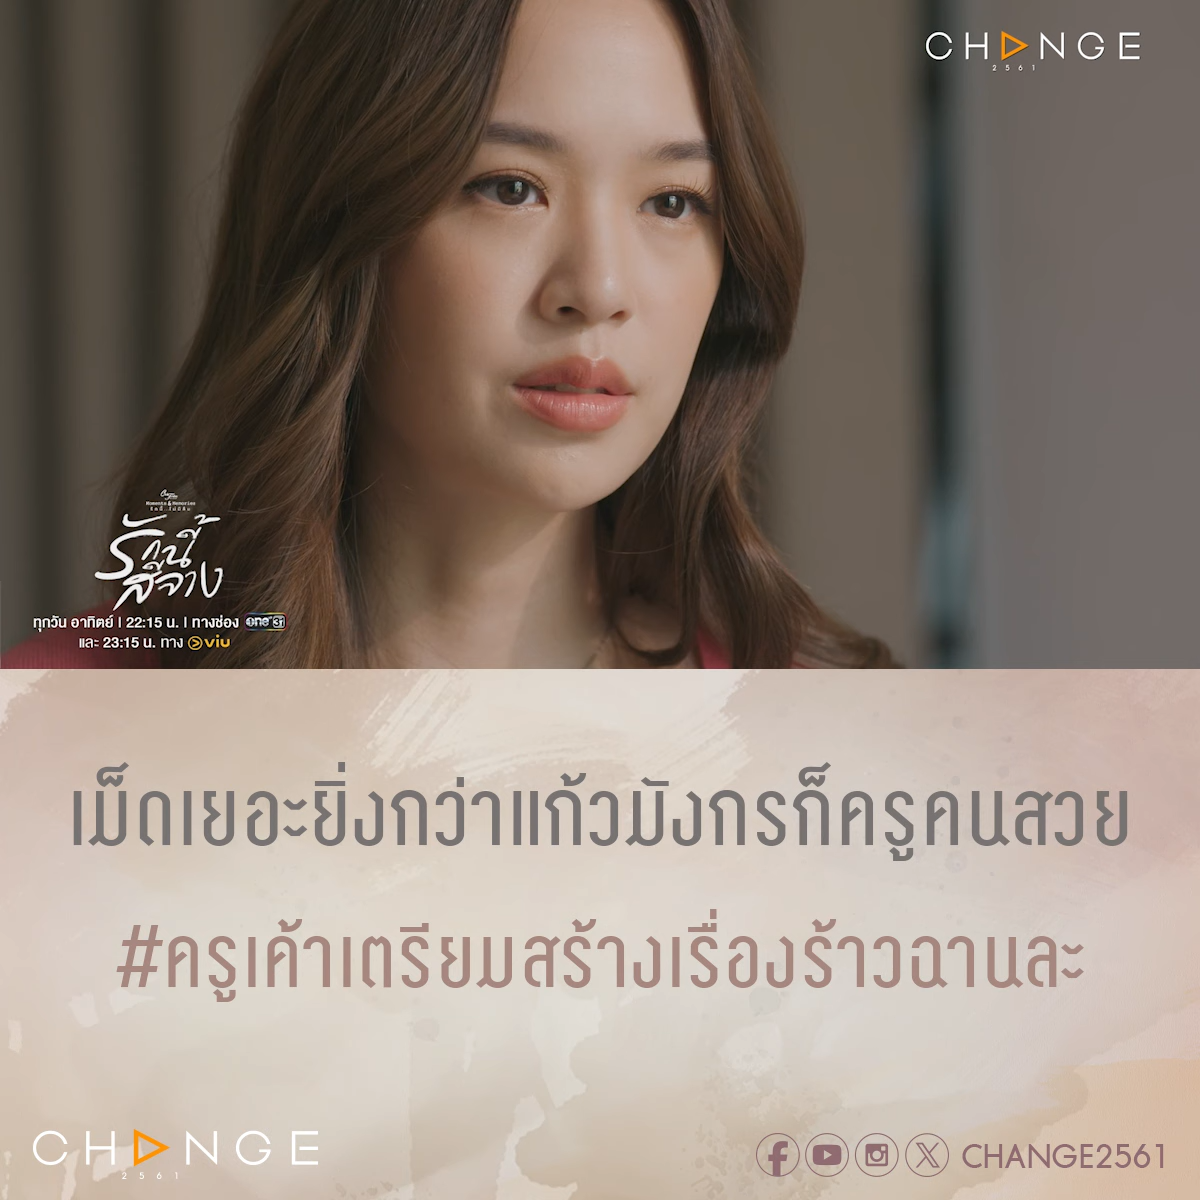 CHANGE
2561
Moments & Memories
รักนี้
สีจาง
ทุกวัน อาทิตย์ | 22:15 น. | ทางช่อง one 31
และ 23:15 น. ทาง viu
เม็ดเยอะยิ่งกว่าแก้วมังกรก็ครูคนสวย
#ครูเค้าเตรียมสร้างเรื่องร้าวฉานละ
CHANGE
2561
CHANGE2561